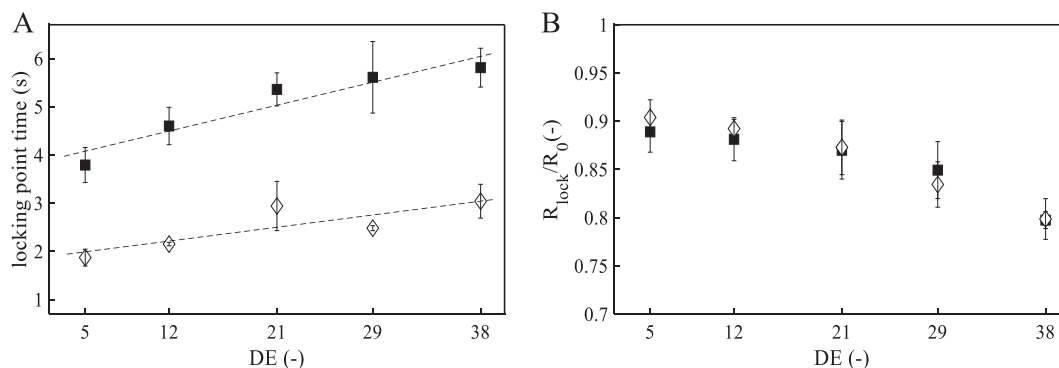 A
locking point time (s)
6
5
4
3
2
1
5 12 21 29 38
DE (-)
B
R_lock/R_0(-)
1
0.95
0.9
0.85
0.8
0.75
0.7
5 12 21 29 38
DE (-)